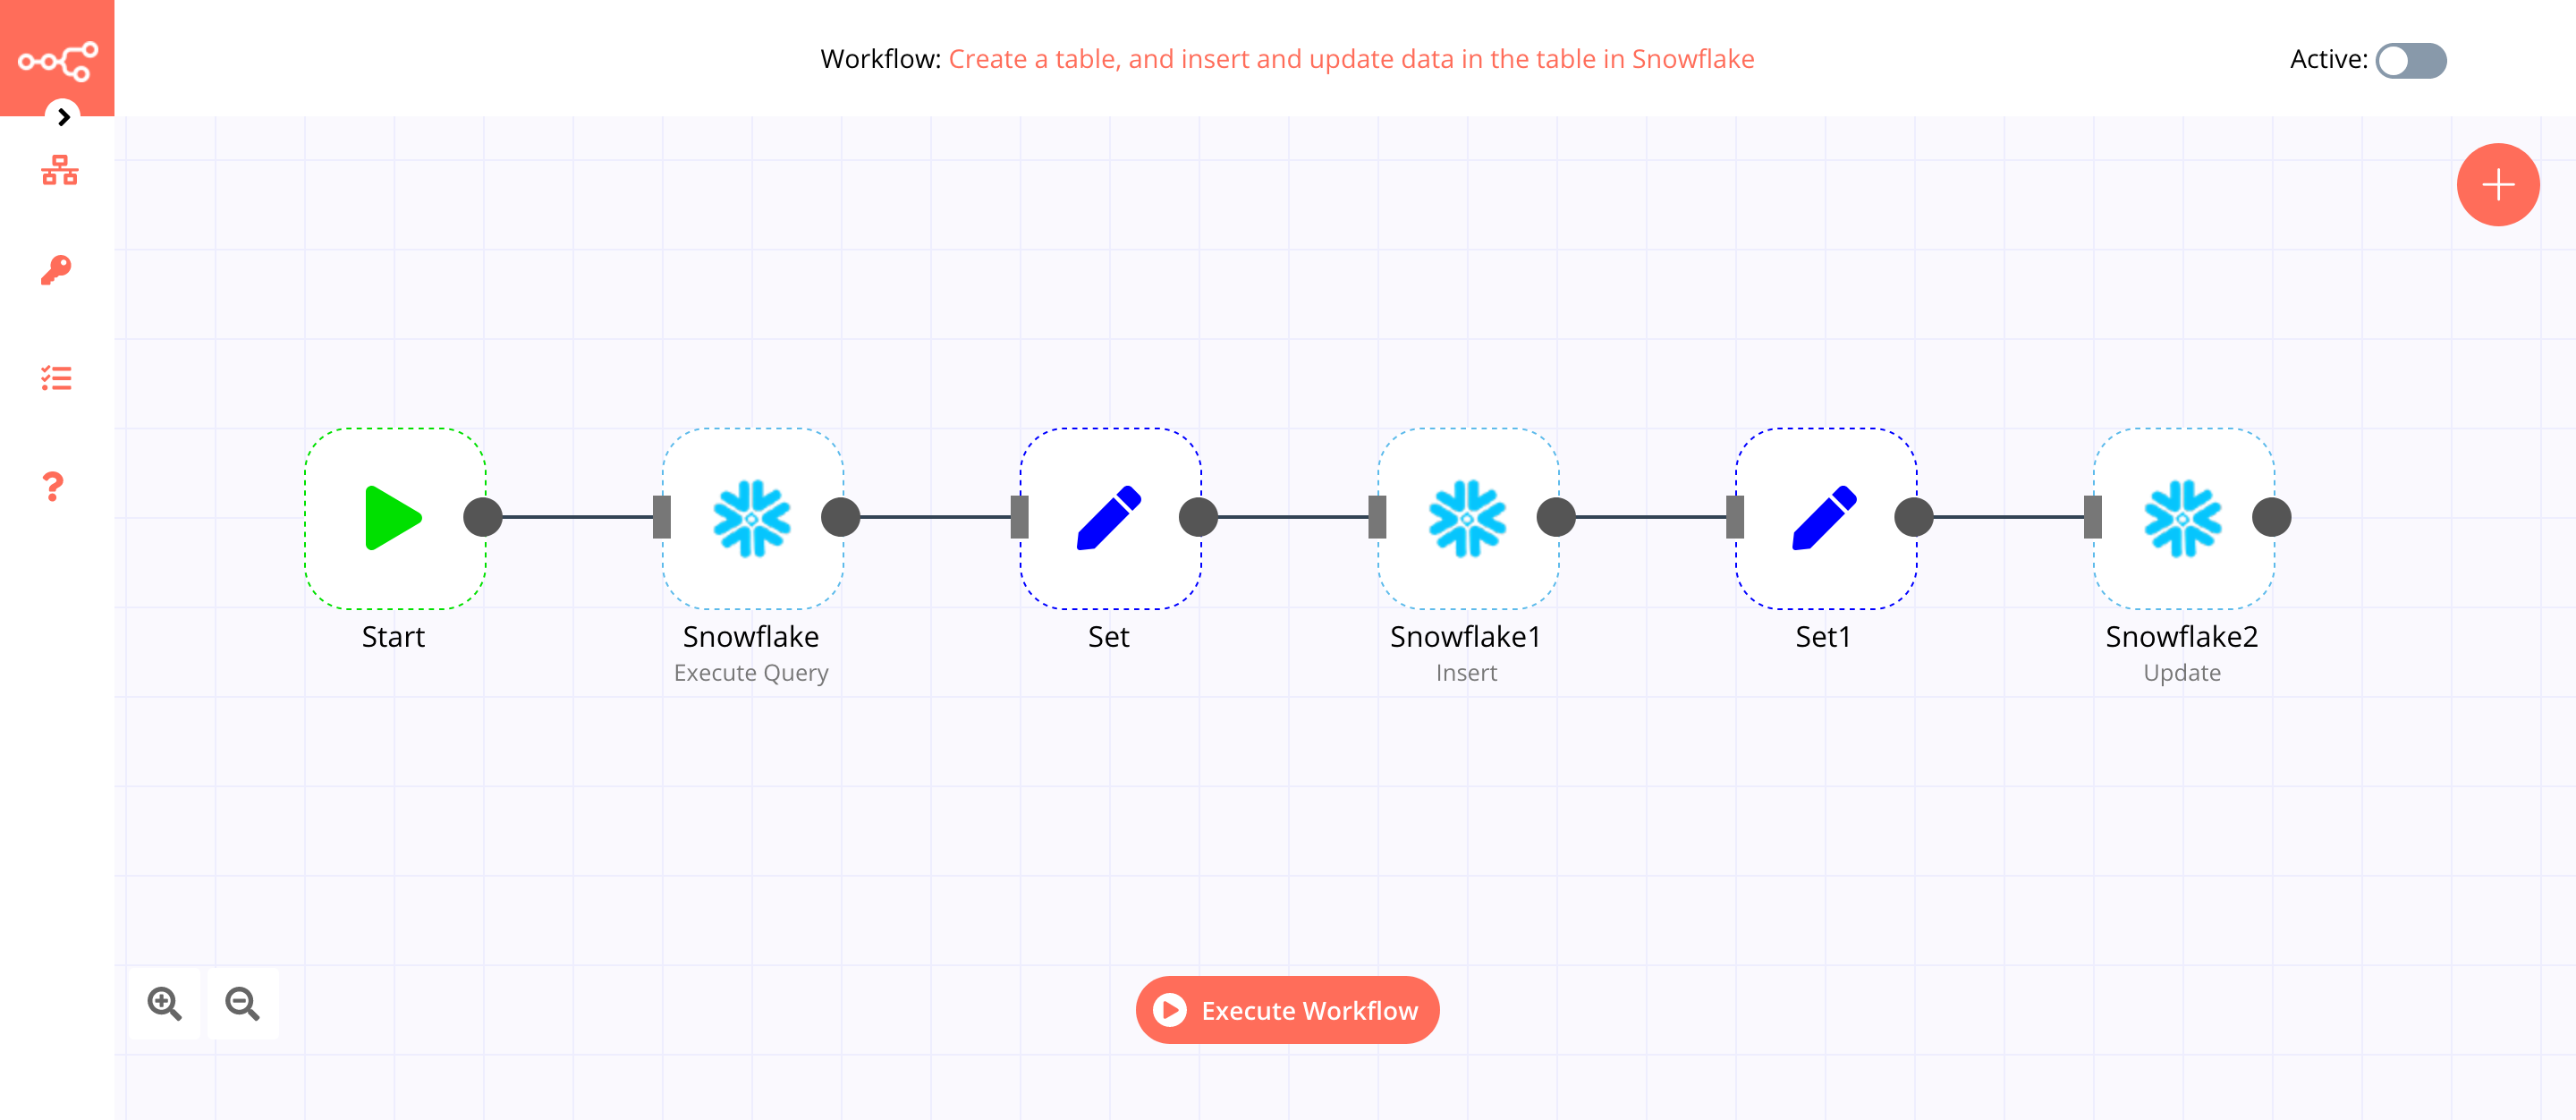 Workflow: Create a table, and insert and update data in the table in Snowflake
Active:
Start
Snowflake
Execute Query
Set
Snowflake1
Insert
Set1
Snowflake2
Update
Execute Workflow